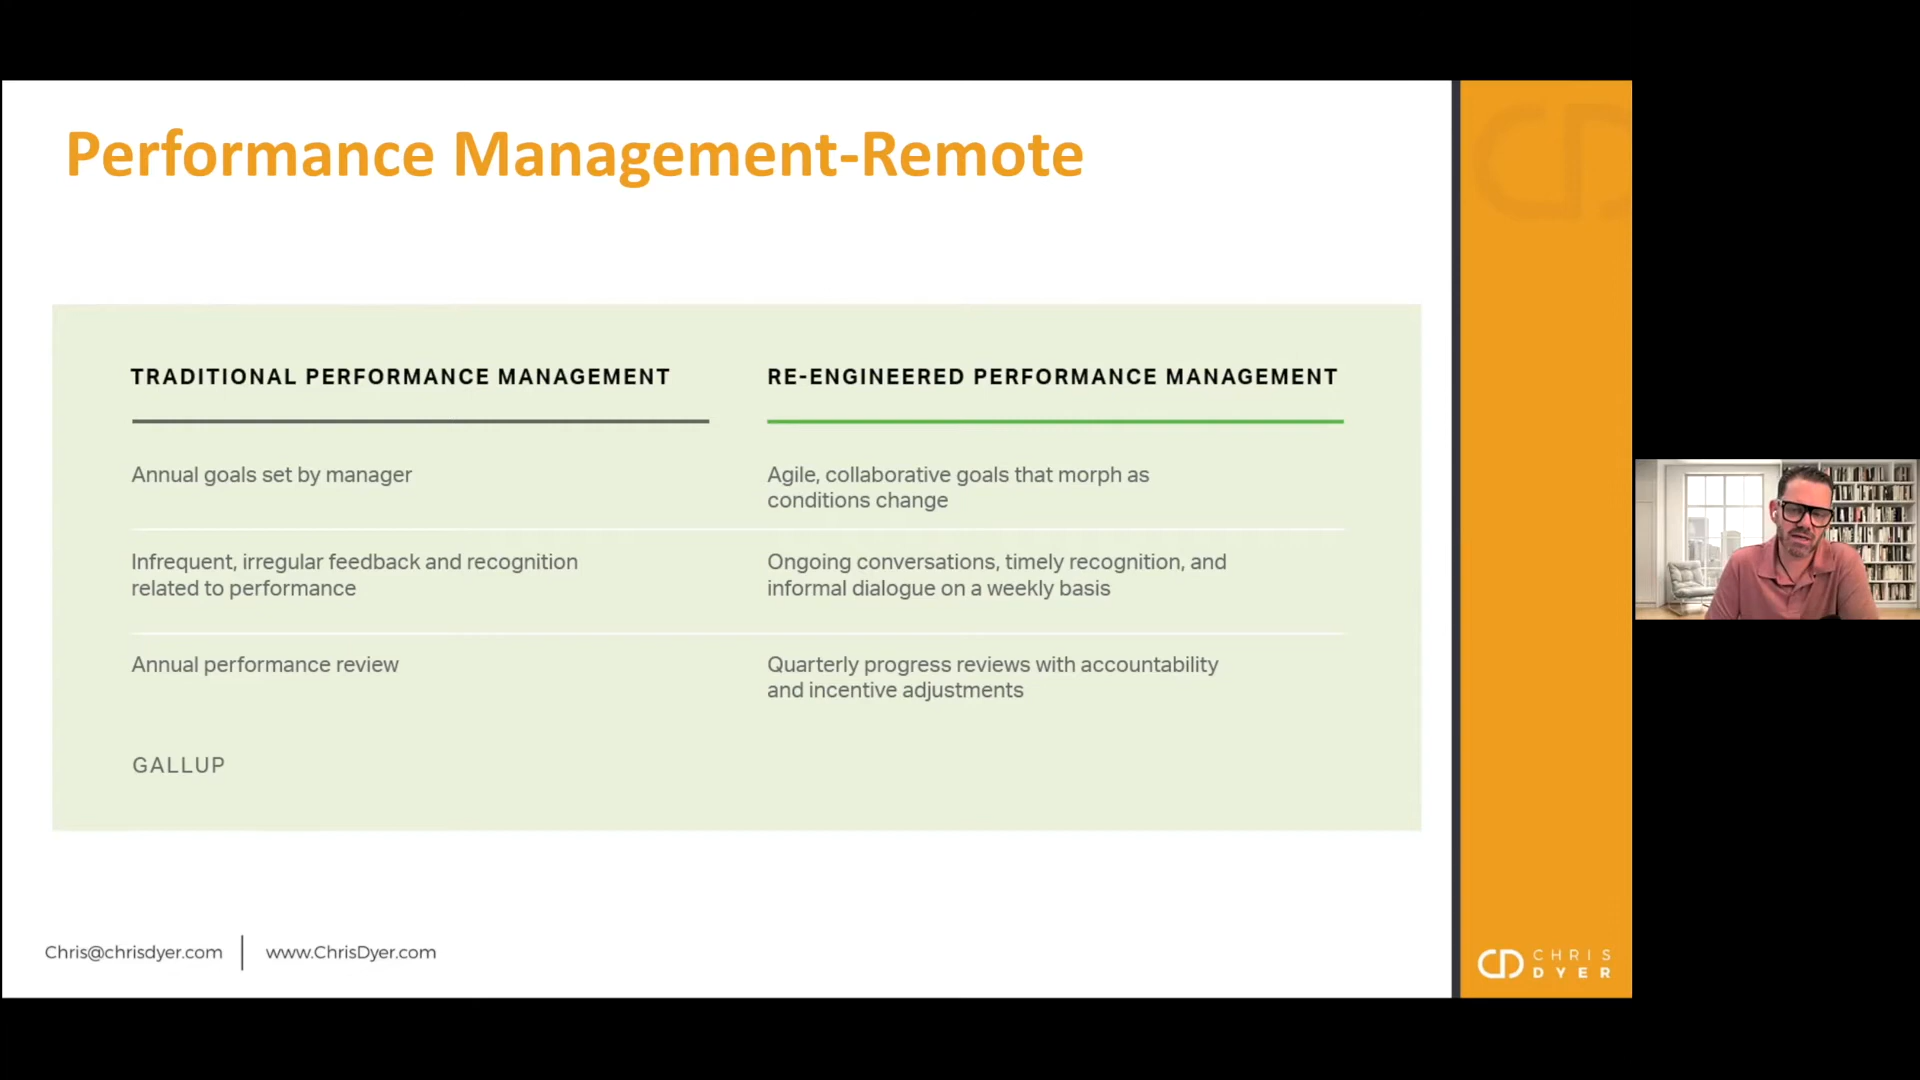 Performance Management-Remote
TRADITIONAL PERFORMANCE MANAGEMENT
RE-ENGINEERED PERFORMANCE MANAGEMENT
Annual goals set by manager
Agile, collaborative goals that morph as
conditions change
Infrequent, irregular feedback and recognition
related to performance
Ongoing conversations, timely recognition, and
informal dialogue on a weekly basis
Annual performance review
Quarterly progress reviews with accountability
and incentive adjustments
GALLUP
Chris@chrisdyer.com
www.ChrisDyer.com
CD
CHRIS
DYER